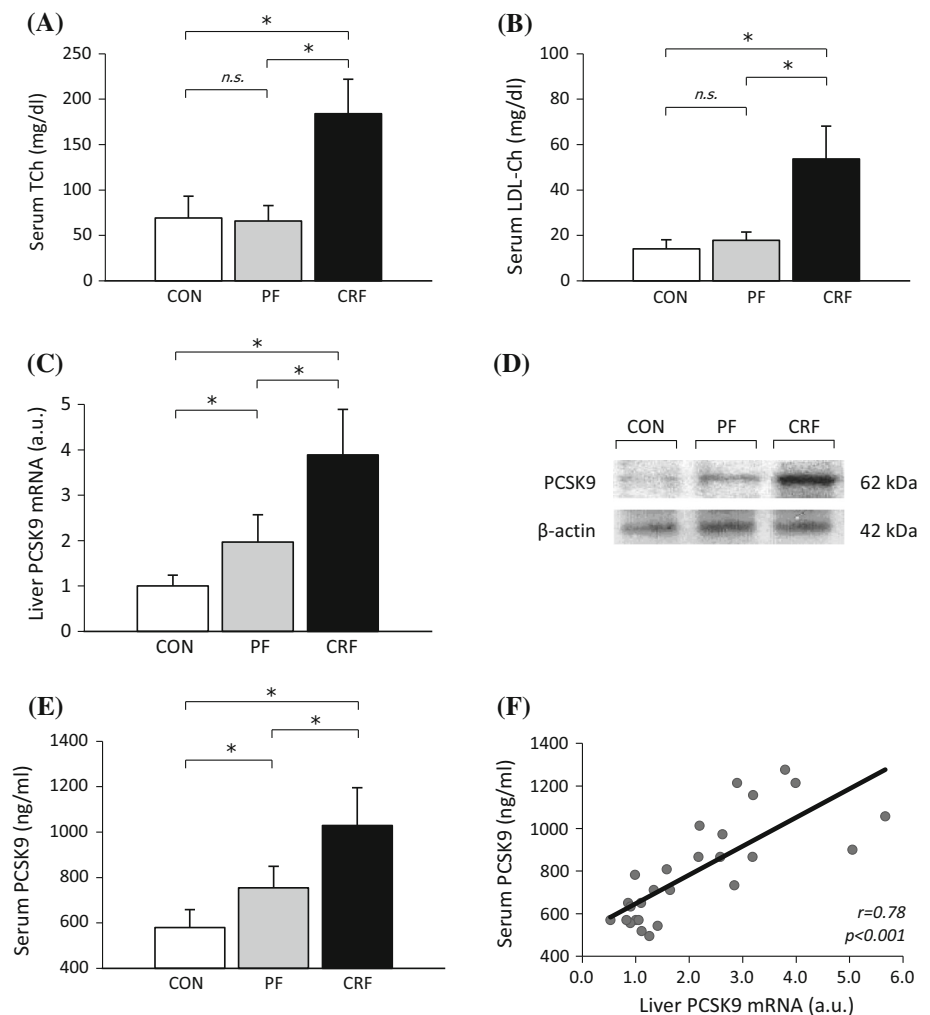 (A)
Serum TCh (mg/dl)
250
200
150
100
50
0
*
*
n.s.
CON PF CRF
(B)
Serum LDL-Ch (mg/dl)
100
80
60
40
20
0
*
*
n.s.
CON PF CRF
(C)
Liver PCSK9 mRNA (a.u.)
5
4
3
2
1
0
*
*
*
CON PF CRF
(D)
CON PF CRF
PCSK9 62 kDa
β-actin 42 kDa
(E)
Serum PCSK9 (ng/ml)
1400
1200
1000
800
600
400
*
*
*
CON PF CRF
(F)
Serum PCSK9 (ng/ml)
1400
1200
1000
800
600
400
r=0.78
p<0.001
0.0 1.0 2.0 3.0 4.0 5.0 6.0
Liver PCSK9 mRNA (a.u.)